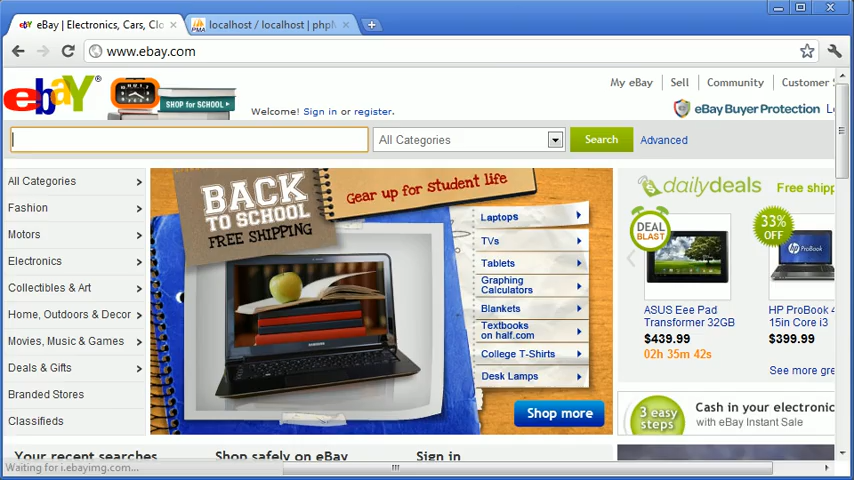 eBay | Electronics, Cars, Clo
localhost / localhost | php
www.ebay.com
ebay®
SHOP for SCHOOL
Welcome! Sign in or register.
My eBay
Sell
Community
Customer
eBay Buyer Protection
All Categories
Search
Advanced
All Categories
Fashion
Motors
Electronics
Collectibles & Art
Home, Outdoors & Decor
Movies, Music & Games
Deals & Gifts
Branded Stores
Classifieds
BACK
TO SCHOOL
FREE SHIPPING
Gear up for student life
Laptops
TVs
Tablets
Graphing
Calculators
Blankets
Textbooks
on half.com
College T-Shirts
Desk Lamps
Shop more
dailydeals
Free shipp
DEAL
BLAST
33%
OFF
ASUS Eee Pad
Transformer 32GB
$439.99
02h 35m 42s
HP ProBook 4
15in Core i3
$399.99
See more gre
3 easy
steps
Cash in your electroni
with eBay Instant Sale
Your recent searches
Shop safely on eBay
Sign in
Waiting for i.ebayimg.com...